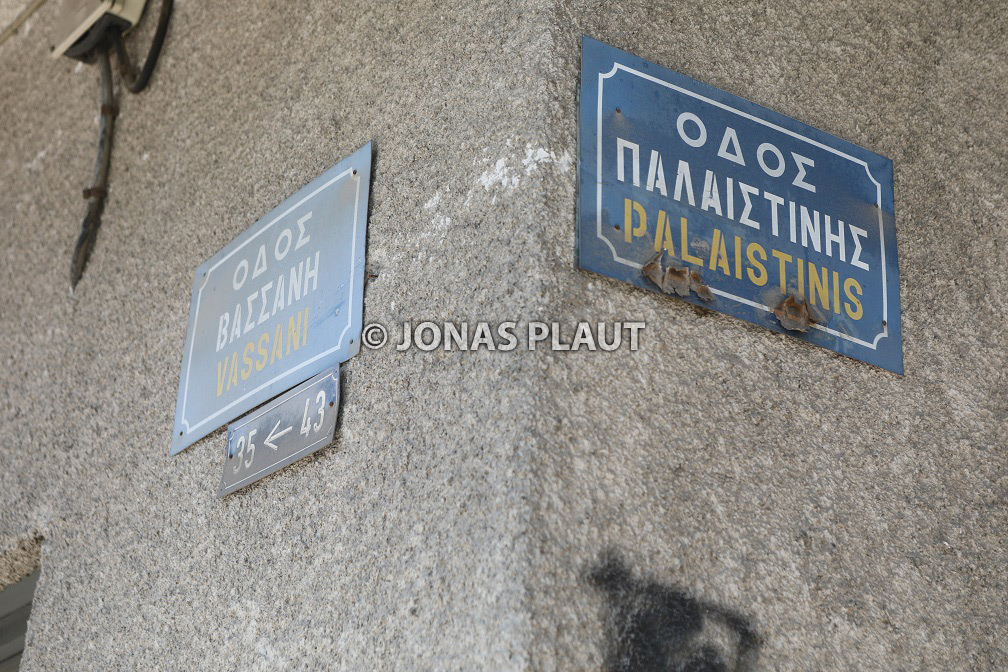 ΟΔΟΣ
ΒΑΣΣΑΝΗ
VASSANI
35 ← 43
ΟΔΟΣ
ΠΑΛΑΙΣΤΙΝΗΣ
PALAISTINIS
© JONAS PLAUT